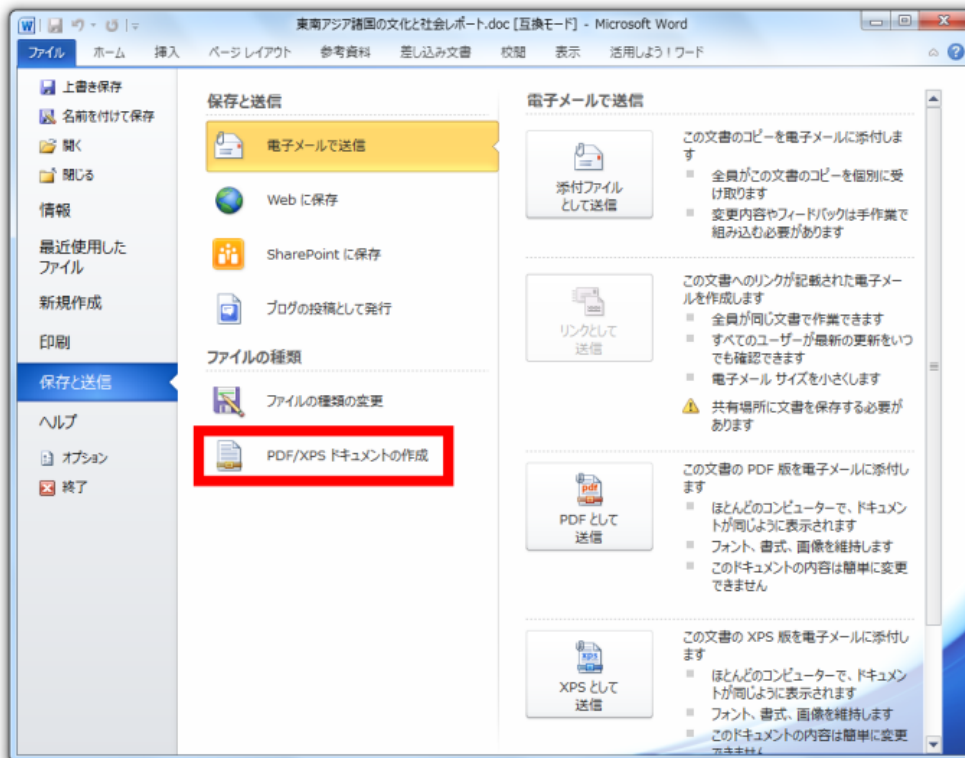 東南アジア諸国の文化と社会レポート.doc [互換モード] - Microsoft Word
ファイル ホーム 挿入 ページ レイアウト 参考資料 差し込み文書 校閲 表示 活用しよう!ワード
上書き保存
名前を付けて保存
開く
閉じる
情報
最近使用した
ファイル
新規作成
印刷
保存と送信
ヘルプ
オプション
終了
保存と送信
電子メールで送信
Web に保存
SharePoint に保存
ブログの投稿として発行
ファイルの種類
ファイルの種類の変更
PDF/XPS ドキュメントの作成
電子メールで送信
添付ファイル
として送信
この文書のコピーを電子メールに添付しま
す
全員がこの文書のコピーを個別に受
け取ります
変更内容やフィードバックは手作業で
組み込む必要があります
リンクとして
送信
この文書へのリンクが記載された電子メー
ルを作成します
全員が同じ文書で作業できます
すべてのユーザーが最新の更新をいつ
でも確認できます
電子メール サイズを小さくします
共有場所に文書を保存する必要が
あります
PDF として
送信
この文書の PDF 版を電子メールに添付し
ます
ほとんどのコンピューターで、ドキュメン
トが同じように表示されます
フォント、書式、画像を維持します
このドキュメントの内容は簡単に変更
できません
XPS として
送信
この文書の XPS 版を電子メールに添付し
ます
ほとんどのコンピューターで、ドキュメン
トが同じように表示されます
フォント、書式、画像を維持します
このドキュメントの内容は簡単に変更
できません